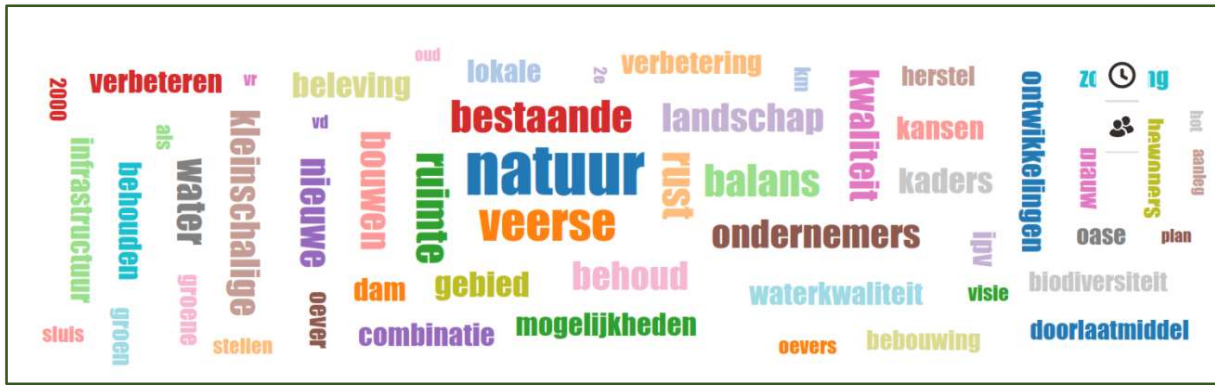 oud
verbeteren
vr
beleving
lokale
2e
verbetering
km
herstel
2000
bestaande
landschap
kwaliteit
kansen
ontwikkelingen
hot
als
kleinschalige
vd
bouwen
natuur
rust
balans
kaders
bewoners
aanleg
infrastructuur
behouden
water
nieuwe
ruimte
veerse
ondernemers
ipv
oase
plan
groene
oever
dam
gebied
behoud
waterkwaliteit
visie
biodiversiteit
sluis
groen
stellen
combinatie
mogelijkheden
oevers
bebouwing
doorlaatmiddel